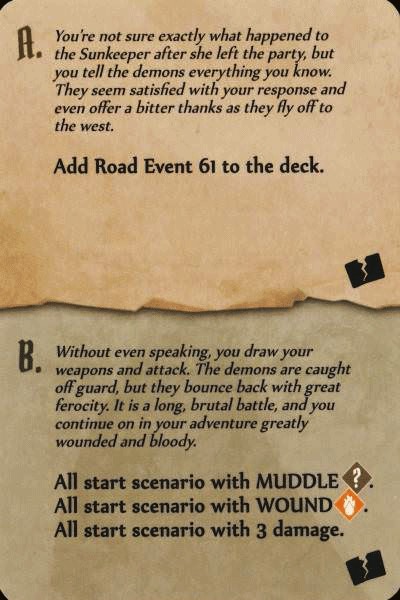 A. You're not sure exactly what happened to
the Sunkeeper after she left the party, but
you tell the demons everything you know.
They seem satisfied with your response and
even offer a bitter thanks as they fly off to
the west.
Add Road Event 61 to the deck.
B. Without even speaking, you draw your
weapons and attack. The demons are caught
off guard, but they bounce back with great
ferocity. It is a long, brutal battle, and you
continue on in your adventure greatly
wounded and bloody.
All start scenario with MUDDLE ?.
All start scenario with WOUND .
All start scenario with 3 damage.